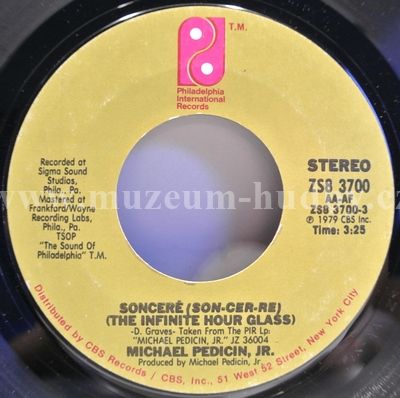 T.M.
Philadelphia
International
Records
Recorded at
Sigma Sound
Studios,
Phila., Pa.
Mastered at
Frankford/Wayne
Recording Labs,
Phila., Pa.
TSOP
"The Sound Of
Philadelphia" T.M.
STEREO
ZS8 3700
AA-AF
ZSB 3700-3
Ⓟ 1979 CBS Inc.
Time: 3:25
www.muzeum-hudby.cz
SONCERÉ (SON-CER-RE)
(THE INFINITE HOUR GLASS)
-D. Graves- Taken From The PIR Lp:
"MICHAEL PEDICIN, JR." JZ 36004
MICHAEL PEDICIN, JR.
Produced by Michael Pedicin, Jr.
Distributed by CBS Records / CBS, Inc., 51 West 52 Street, New York City